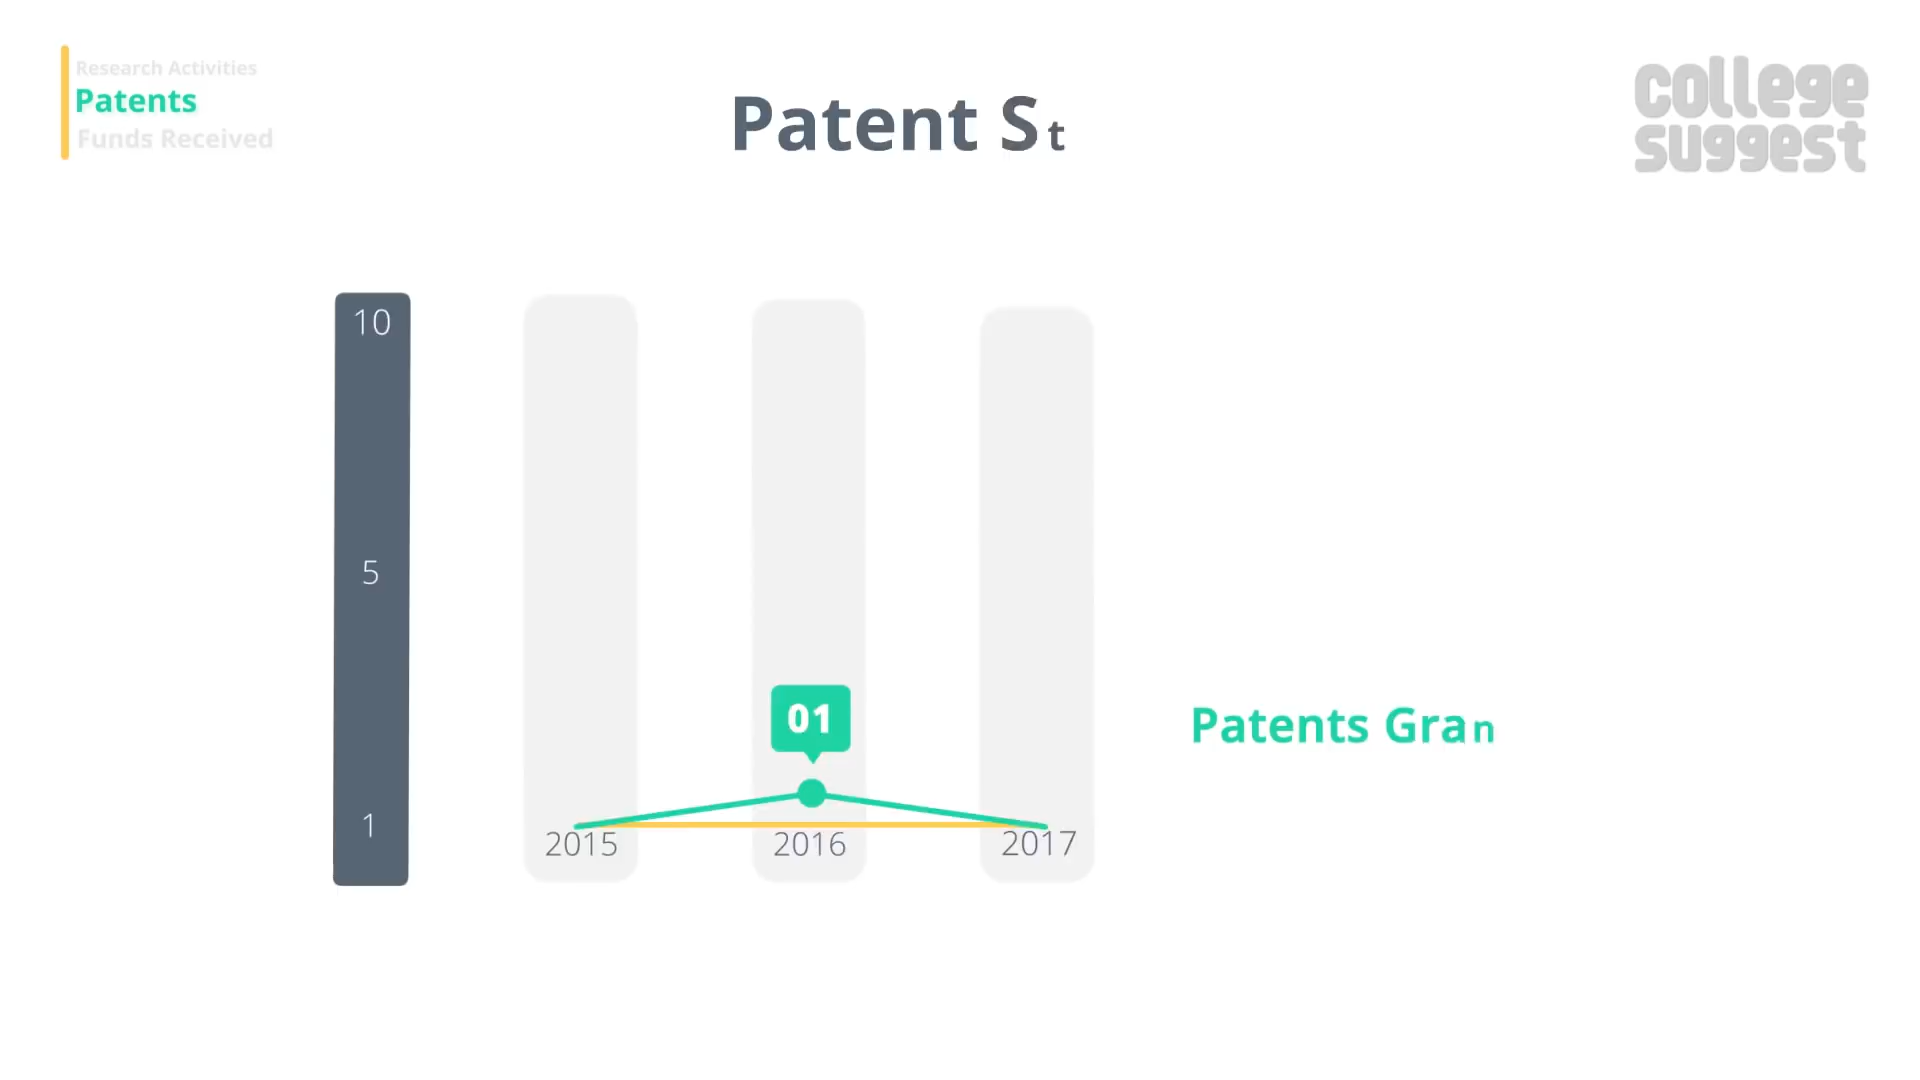 Research Activities
Patents
Funds Received
Patent St
college
suggest
10
5
1
01
2015
2016
2017
Patents Gran